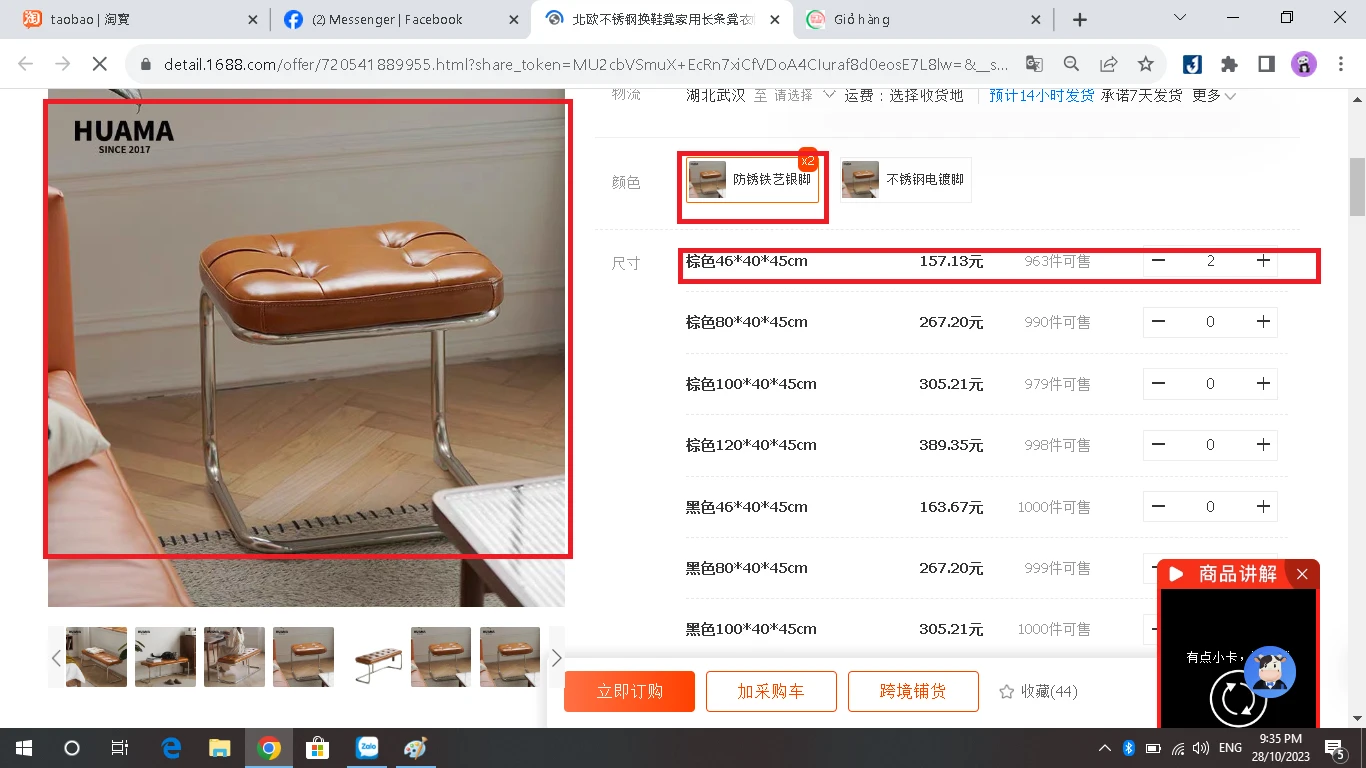 taobao | 淘宝
(2) Messenger | Facebook
北欧不锈钢换鞋凳家用长条凳衣
Giỏ hàng
detail.1688.com/offer/720541889955.html?share_token=MU2cbVSmuX+EcRn7xiCfVDoA4CIuraf8d0eosE7L8lw=&__s...
物流
湖北武汉 至 请选择 运费：选择收货地 预计14小时发货 承诺7天发货 更多
HUAMA
SINCE 2017
颜色
防锈铁艺银脚
x2
不锈钢电镀脚
尺寸
棕色46*40*45cm 157.13元 963件可售 2
棕色80*40*45cm 267.20元 990件可售 0
棕色100*40*45cm 305.21元 979件可售 0
棕色120*40*45cm 389.35元 998件可售 0
黑色46*40*45cm 163.67元 1000件可售 0
黑色80*40*45cm 267.20元 999件可售
黑色100*40*45cm 305.21元 1000件可售
商品讲解
有点小卡，
立即订购
加采购车
跨境铺货
收藏(44)
Zalo
ENG
9:35 PM
28/10/2023
5